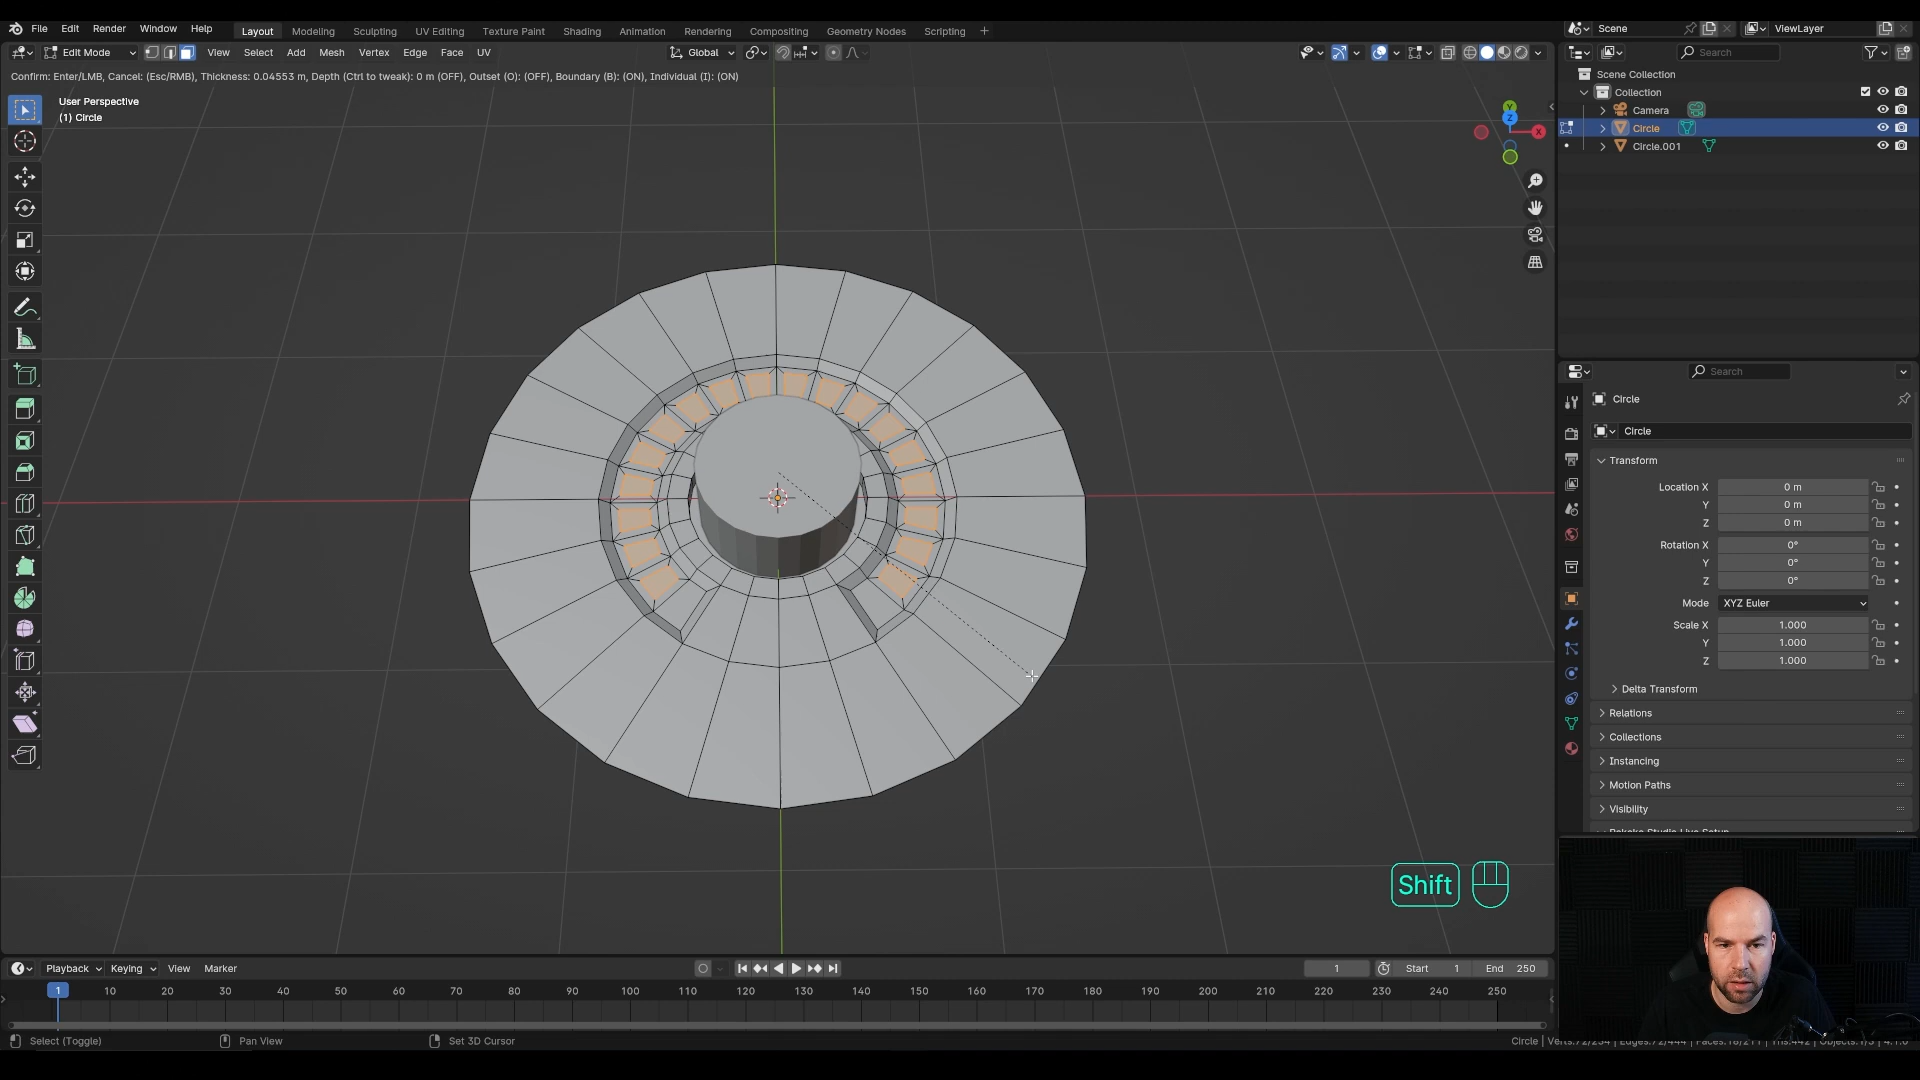 File Edit Render Window Help
Layout Modeling Sculpting UV Editing Texture Paint Shading Animation Rendering Compositing Geometry Nodes Scripting
Scene
ViewLayer
Edit Mode
View Select Add Mesh Vertex Edge Face UV
Global
Search
Confirm: Enter/LMB, Cancel: (Esc/RMB), Thickness: 0.04553 m, Depth (Ctrl to tweak): 0 m (OFF), Outset (O): (OFF), Boundary (B): (ON), Individual (I): (ON)
User Perspective
(1) Circle
Y
Z
X
Scene Collection
Collection
Camera
Circle
Circle.001
Search
Circle
Circle
Transform
Location X 0 m
Y 0 m
Z 0 m
Rotation X 0°
Y 0°
Z 0°
Mode XYZ Euler
Scale X 1.000
Y 1.000
Z 1.000
Delta Transform
Relations
Collections
Instancing
Motion Paths
Visibility
Shift
Playback Keying View Marker
1 Start 1 End 250
1 10 20 30 40 50 60 70 80 90 100 110 120 130 140 150 160 170 180 190 200 210 220 230 240 250
Select (Toggle) Pan View Set 3D Cursor